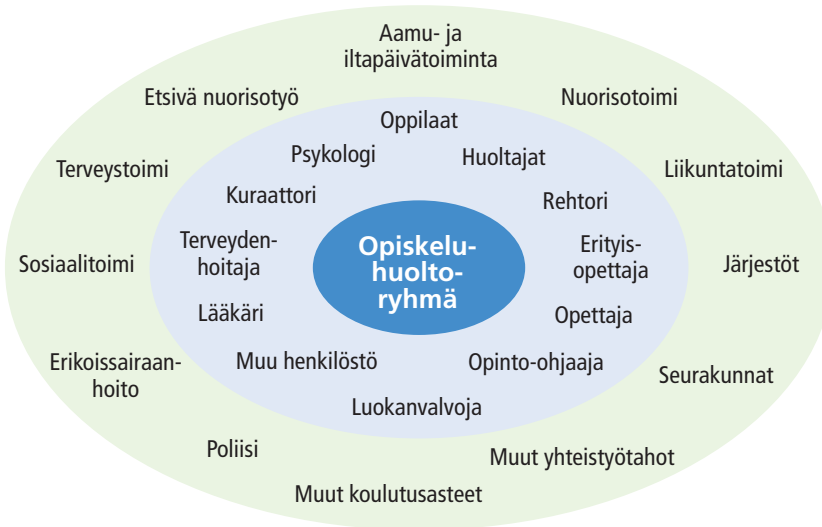 Aamu- ja
iltapäivätoiminta
Etsivä nuorisotyö
Nuorisotoimi
Oppilaat
Psykologi
Huoltajat
Terveystoimi
Liikuntatoimi
Kuraattori
Rehtori
Terveyden-
hoitaja
Opiskelu-
huolto-
ryhmä
Erityis-
opettaja
Sosiaalitoimi
Järjestöt
Lääkäri
Opettaja
Erikoissairaan-
hoito
Muu henkilöstö
Opinto-ohjaaja
Seurakunnat
Luokanvalvoja
Poliisi
Muut yhteistyötahot
Muut koulutusasteet